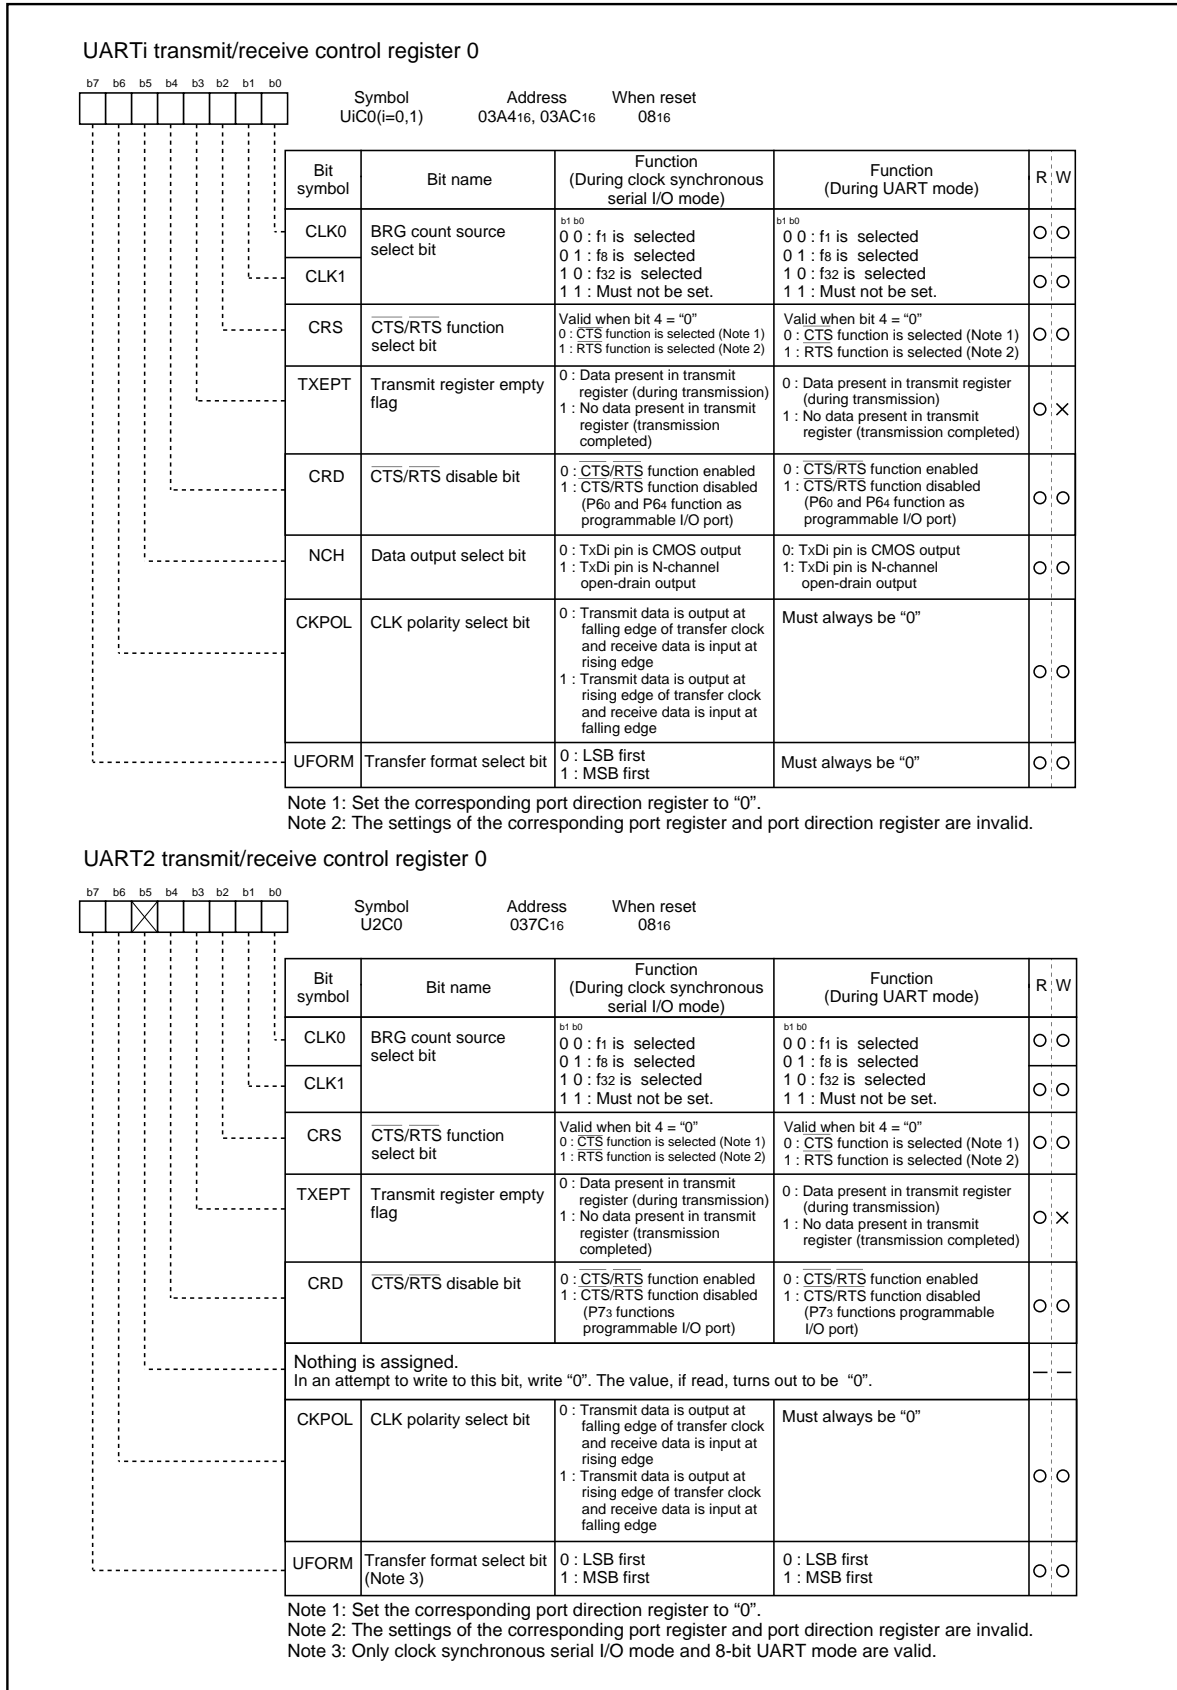 UARTi transmit/receive control register 0
b7 b6 b5 b4 b3 b2 b1 b0
Symbol Address When reset
UiC0(i=0,1) 03A416, 03AC16 0816
Bit symbol
Bit name
Function
(During clock synchronous
serial I/O mode)
Function
(During UART mode)
R W
CLK0
CLK1
BRG count source
select bit
b1 b0
0 0 : f1 is selected
0 1 : f8 is selected
1 0 : f32 is selected
1 1 : Must not be set.
b1 b0
0 0 : f1 is selected
0 1 : f8 is selected
1 0 : f32 is selected
1 1 : Must not be set.
CRS
CTS/RTS function
select bit
Valid when bit 4 = “0”
0 : CTS function is selected (Note 1)
1 : RTS function is selected (Note 2)
Valid when bit 4 = “0”
0 : CTS function is selected (Note 1)
1 : RTS function is selected (Note 2)
TXEPT
Transmit register empty
flag
0 : Data present in transmit
register (during transmission)
1 : No data present in transmit
register (transmission
completed)
0 : Data present in transmit register
(during transmission)
1 : No data present in transmit
register (transmission completed)
CRD
CTS/RTS disable bit
0 : CTS/RTS function enabled
1 : CTS/RTS function disabled
(P60 and P64 function as
programmable I/O port)
0 : CTS/RTS function enabled
1 : CTS/RTS function disabled
(P60 and P64 function as
programmable I/O port)
NCH
Data output select bit
0 : TXDi pin is CMOS output
1 : TXDi pin is N-channel
open-drain output
0: TXDi pin is CMOS output
1: TXDi pin is N-channel
open-drain output
CKPOL
CLK polarity select bit
0 : Transmit data is output at
falling edge of transfer clock
and receive data is input at
rising edge
1 : Transmit data is output at
rising edge of transfer clock
and receive data is input at
falling edge
Must always be “0”
UFORM
Transfer format select bit
0 : LSB first
1 : MSB first
Must always be “0”
Note 1: Set the corresponding port direction register to “0”.
Note 2: The settings of the corresponding port register and port direction register are invalid.
UART2 transmit/receive control register 0
b7 b6 b5 b4 b3 b2 b1 b0
Symbol Address When reset
U2C0 037C16 0816
Bit symbol
Bit name
Function
(During clock synchronous
serial I/O mode)
Function
(During UART mode)
R W
CLK0
CLK1
BRG count source
select bit
b1 b0
0 0 : f1 is selected
0 1 : f8 is selected
1 0 : f32 is selected
1 1 : Must not be set.
b1 b0
0 0 : f1 is selected
0 1 : f8 is selected
1 0 : f32 is selected
1 1 : Must not be set.
CRS
CTS/RTS function
select bit
Valid when bit 4 = “0”
0 : CTS function is selected (Note 1)
1 : RTS function is selected (Note 2)
Valid when bit 4 = “0”
0 : CTS function is selected (Note 1)
1 : RTS function is selected (Note 2)
TXEPT
Transmit register empty
flag
0 : Data present in transmit
register (during transmission)
1 : No data present in transmit
register (transmission
completed)
0 : Data present in transmit register
(during transmission)
1 : No data present in transmit
register (transmission completed)
CRD
CTS/RTS disable bit
0 : CTS/RTS function enabled
1 : CTS/RTS function disabled
(P73 functions
programmable I/O port)
0 : CTS/RTS function enabled
1 : CTS/RTS function disabled
(P73 functions programmable
I/O port)
Nothing is assigned.
In an attempt to write to this bit, write “0”. The value, if read, turns out to be “0”.
CKPOL
CLK polarity select bit
0 : Transmit data is output at
falling edge of transfer clock
and receive data is input at
rising edge
1 : Transmit data is output at
rising edge of transfer clock
and receive data is input at
falling edge
Must always be “0”
UFORM
Transfer format select bit
(Note 3)
0 : LSB first
1 : MSB first
0 : LSB first
1 : MSB first
Note 1: Set the corresponding port direction register to “0”.
Note 2: The settings of the corresponding port register and port direction register are invalid.
Note 3: Only clock synchronous serial I/O mode and 8-bit UART mode are valid.